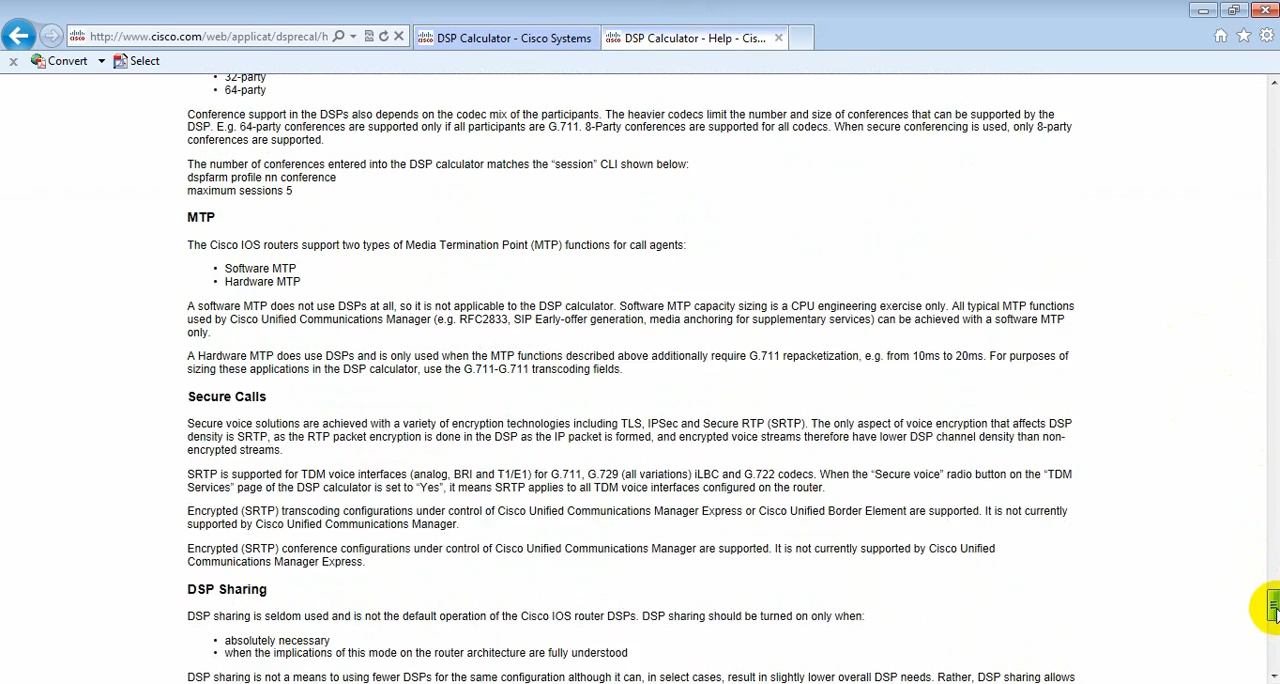 http://www.cisco.com/web/applicat/dsprecal/h
DSP Calculator - Cisco Systems
DSP Calculator - Help - Cis...
Convert
Select
• 32-party
• 64-party
Conference support in the DSPs also depends on the codec mix of the participants. The heavier codecs limit the number and size of conferences that can be supported by the
DSP. E.g. 64-party conferences are supported only if all participants are G.711. 8-Party conferences are supported for all codecs. When secure conferencing is used, only 8-party
conferences are supported.
The number of conferences entered into the DSP calculator matches the “session” CLI shown below:
dspfarm profile nn conference
maximum sessions 5
MTP
The Cisco IOS routers support two types of Media Termination Point (MTP) functions for call agents:
• Software MTP
• Hardware MTP
A software MTP does not use DSPs at all, so it is not applicable to the DSP calculator. Software MTP capacity sizing is a CPU engineering exercise only. All typical MTP functions
used by Cisco Unified Communications Manager (e.g. RFC2833, SIP Early-offer generation, media anchoring for supplementary services) can be achieved with a software MTP
only.
A Hardware MTP does use DSPs and is only used when the MTP functions described above additionally require G.711 repacketization, e.g. from 10ms to 20ms. For purposes of
sizing these applications in the DSP calculator, use the G.711-G.711 transcoding fields.
Secure Calls
Secure voice solutions are achieved with a variety of encryption technologies including TLS, IPSec and Secure RTP (SRTP). The only aspect of voice encryption that affects DSP
density is SRTP, as the RTP packet encryption is done in the DSP as the IP packet is formed, and encrypted voice streams therefore have lower DSP channel density than non-
encrypted streams.
SRTP is supported for TDM voice interfaces (analog, BRI and T1/E1) for G.711, G.729 (all variations) iLBC and G.722 codecs. When the “Secure voice” radio button on the “TDM
Services” page of the DSP calculator is set to “Yes”, it means SRTP applies to all TDM voice interfaces configured on the router.
Encrypted (SRTP) transcoding configurations under control of Cisco Unified Communications Manager Express or Cisco Unified Border Element are supported. It is not currently
supported by Cisco Unified Communications Manager.
Encrypted (SRTP) conference configurations under control of Cisco Unified Communications Manager are supported. It is not currently supported by Cisco Unified
Communications Manager Express.
DSP Sharing
DSP sharing is seldom used and is not the default operation of the Cisco IOS router DSPs. DSP sharing should be turned on only when:
• absolutely necessary
• when the implications of this mode on the router architecture are fully understood
DSP sharing is not a means to using fewer DSPs for the same configuration although it can, in select cases, result in slightly lower overall DSP needs. Rather, DSP sharing allows